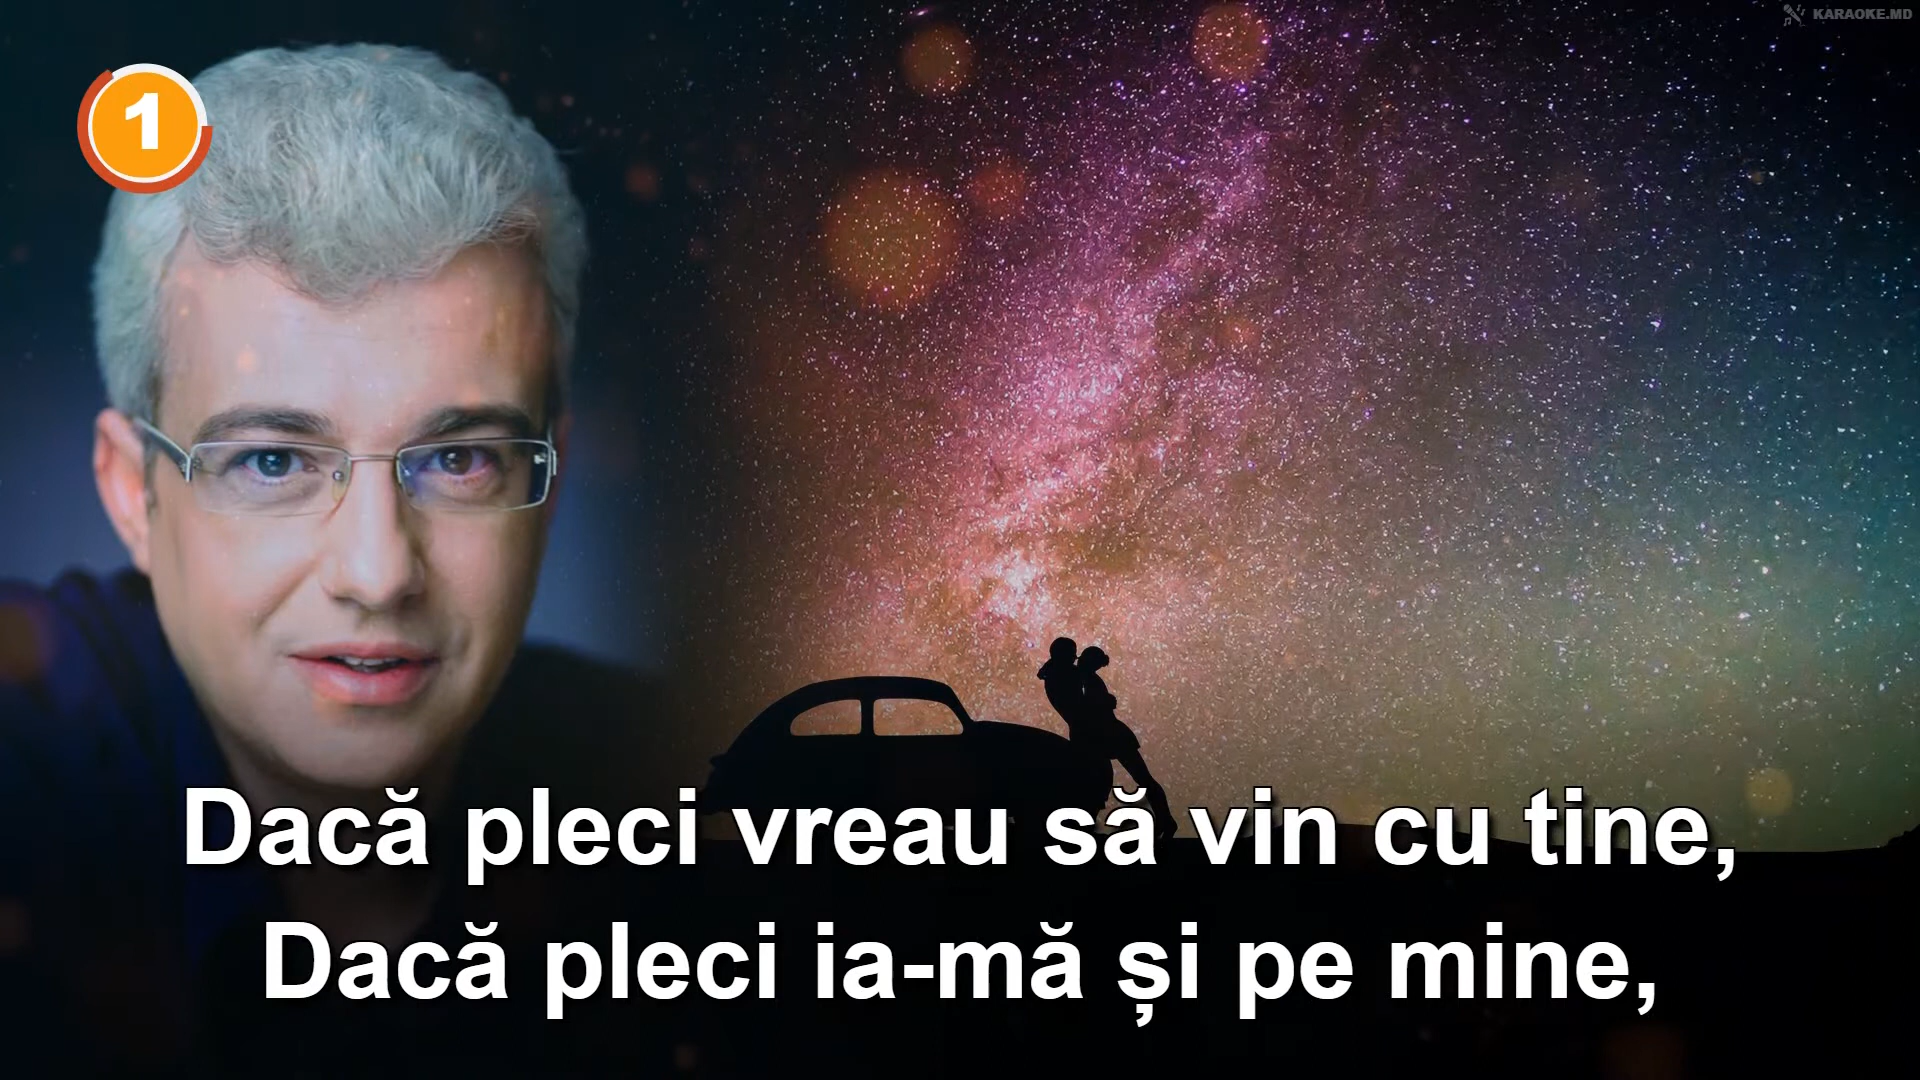 KARAOKE.MD
1
Dacă pleci vreau să vin cu tine,
Dacă pleci ia-mă și pe mine,